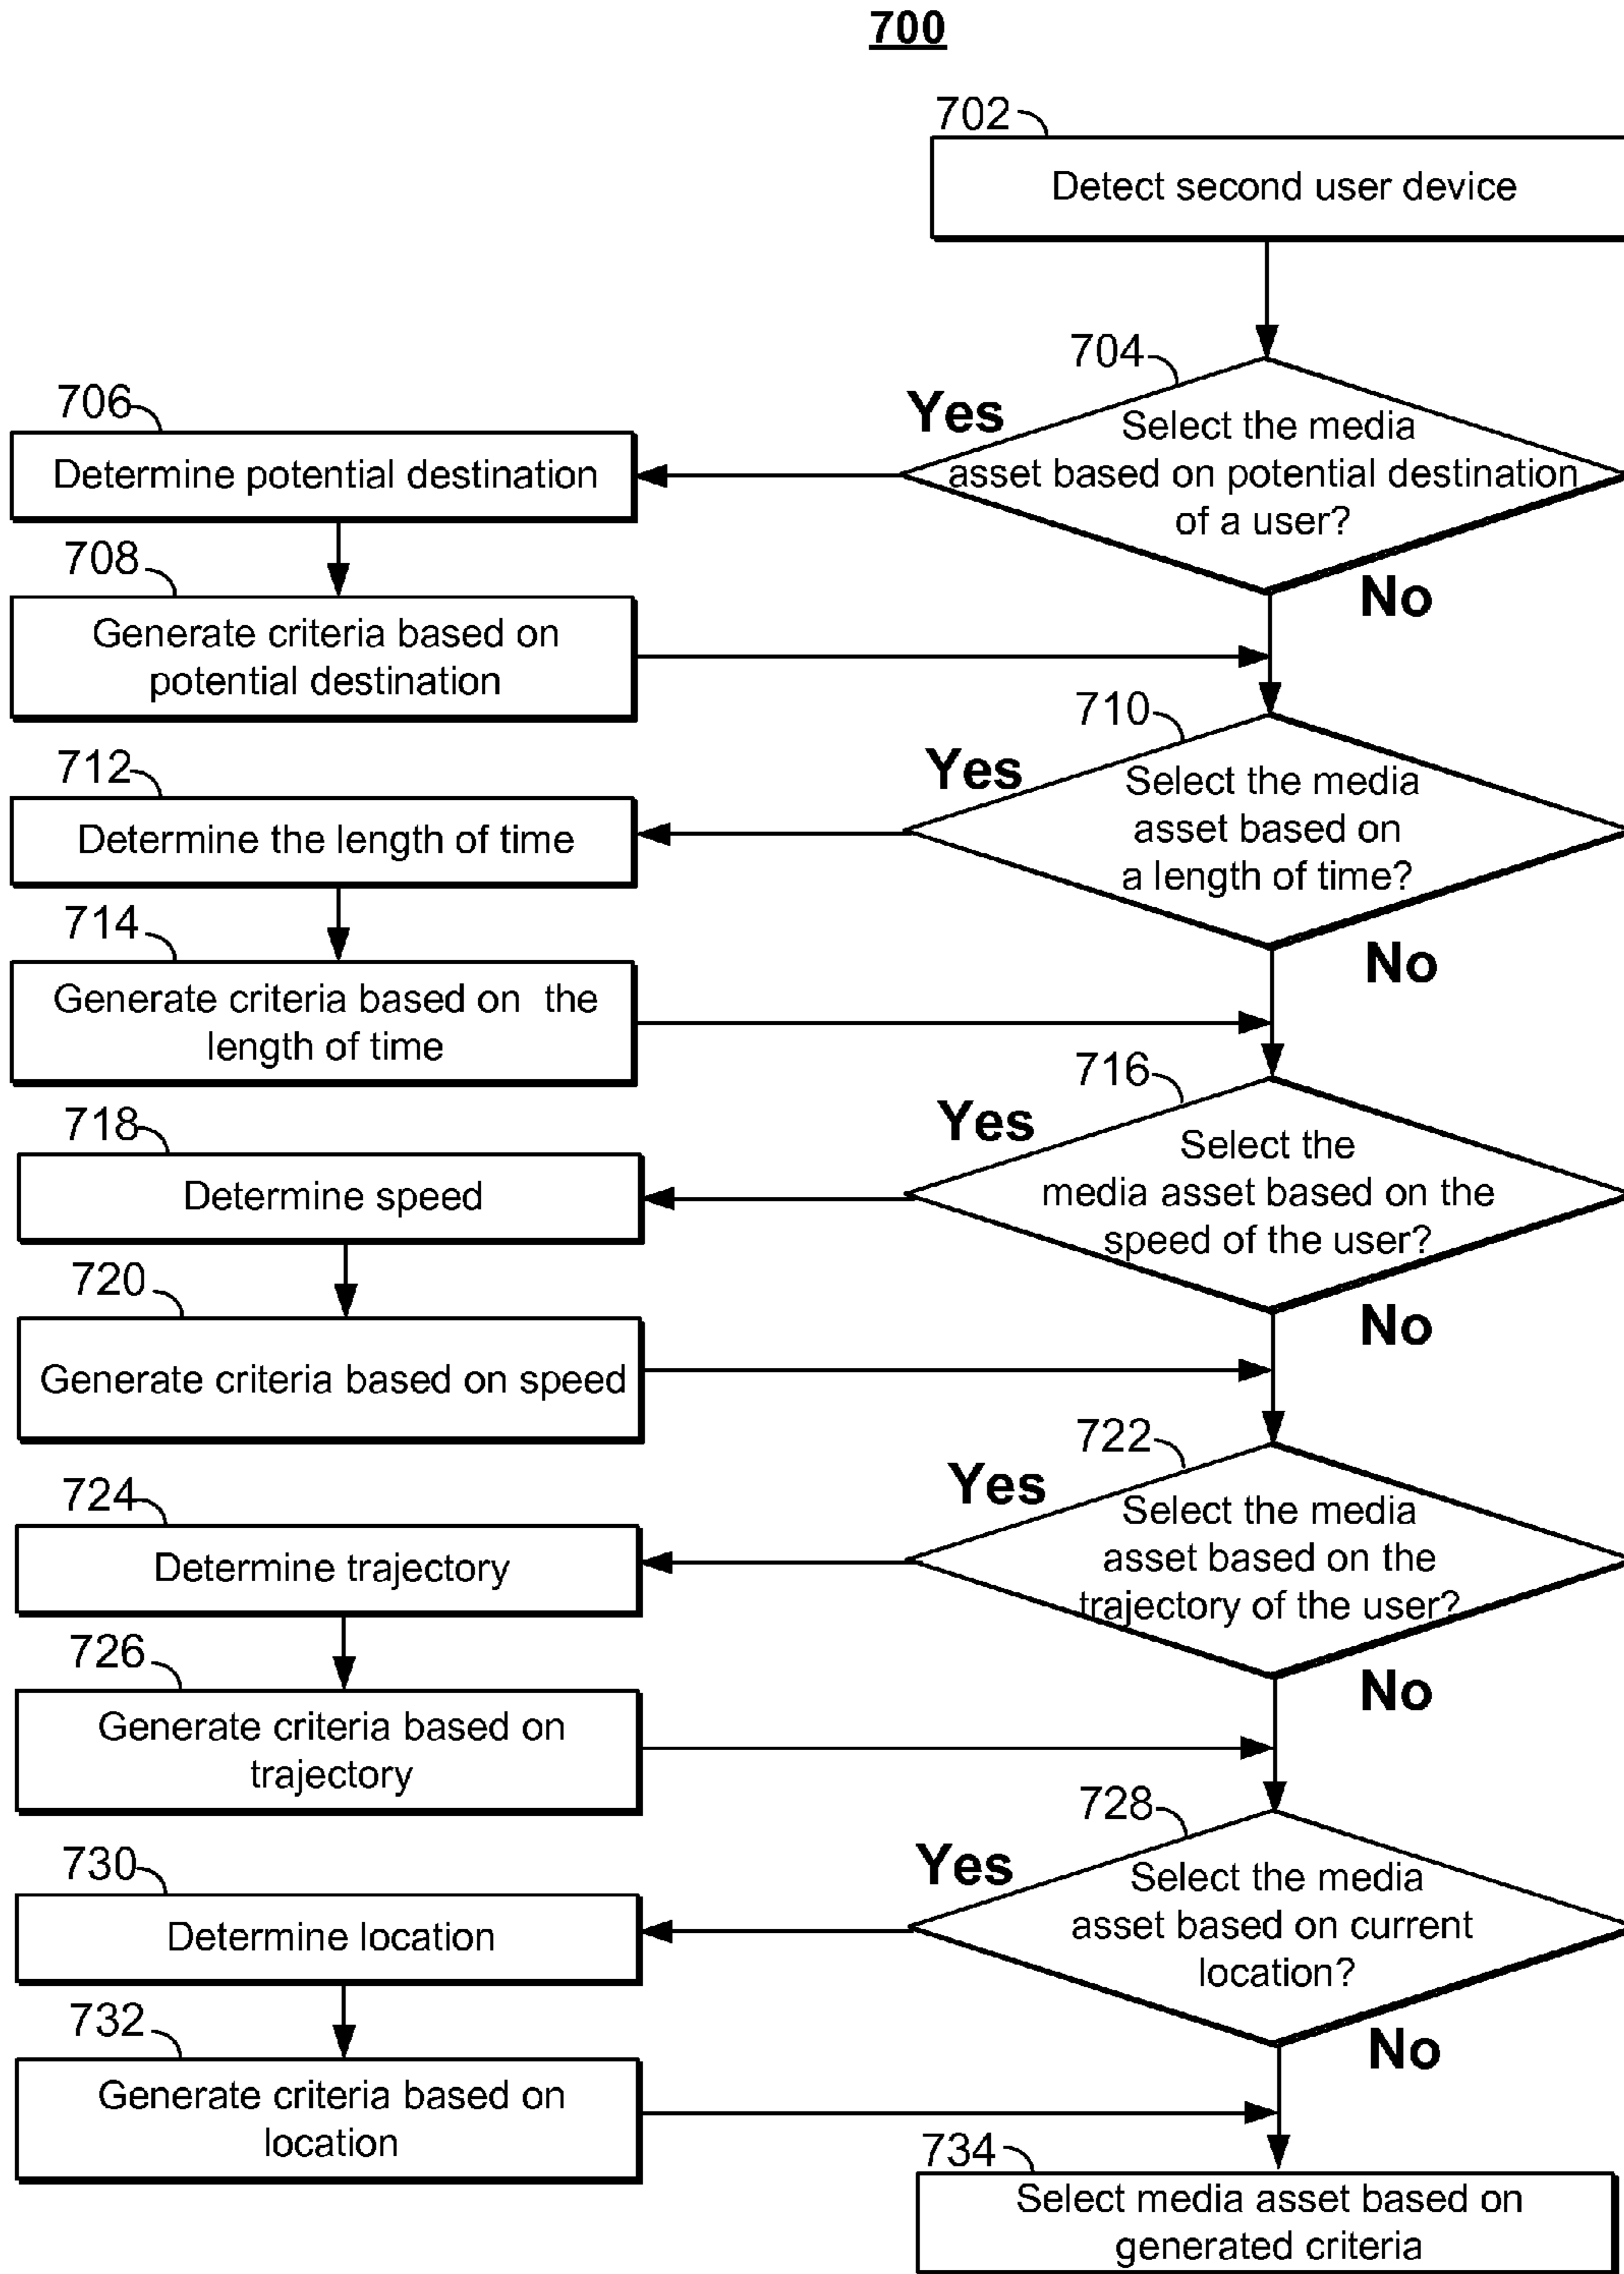 700
702
Detect second user device
704
Yes
Select the media
asset based on potential destination
of a user?
No
706
Determine potential destination
708
Generate criteria based on
potential destination
710
Yes
Select the media
asset based on
a length of time?
No
712
Determine the length of time
714
Generate criteria based on the
length of time
716
Yes
Select the
media asset based on the
speed of the user?
No
718
Determine speed
720
Generate criteria based on speed
722
Yes
Select the media
asset based on the
trajectory of the user?
No
724
Determine trajectory
726
Generate criteria based on
trajectory
728
Yes
Select the media
asset based on current
location?
No
730
Determine location
732
Generate criteria based on
location
734
Select media asset based on
generated criteria